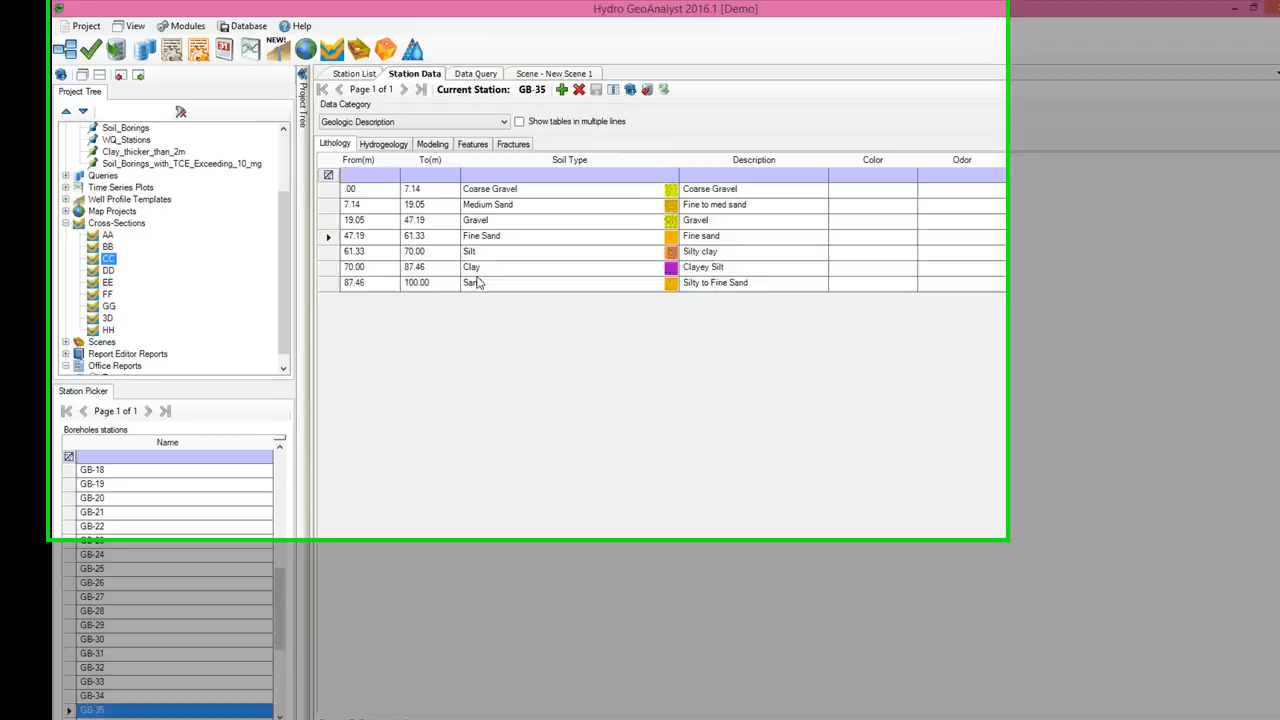 Hydro GeoAnalyst 2016.1 [Demo]
Project View Modules Database Help
NEW!
Station List Station Data Data Query Scene - New Scene 1
Page 1 of 1 Current Station: GB-35
Project Tree
Project Tree
Data Category
Geologic Description Show tables in multiple lines
Soil_Borings
WQ_Stations
Clay_thicker_than_2m
Soil_Borings_with_TCE_Exceeding_10_mg
Queries
Time Series Plots
Well Profile Templates
Map Projects
Cross-Sections
AA
BB
CC
DD
EE
FF
GG
3D
HH
Scenes
Report Editor Reports
Office Reports
Lithology Hydrogeology Modeling Features Fractures
From(m) To(m) Soil Type Description Color Odor
.00 7.14 Coarse Gravel Coarse Gravel
7.14 19.05 Medium Sand Fine to med sand
19.05 47.19 Gravel Gravel
47.19 61.33 Fine Sand Fine sand
61.33 70.00 Silt Silty clay
70.00 87.46 Clay Clayey Silt
87.46 100.00 Sand Silty to Fine Sand
Station Picker
Page 1 of 1
Boreholes stations
Name
GB-18
GB-19
GB-20
GB-21
GB-22
GB-24
GB-25
GB-26
GB-27
GB-28
GB-29
GB-30
GB-31
GB-32
GB-33
GB-34
GB-35